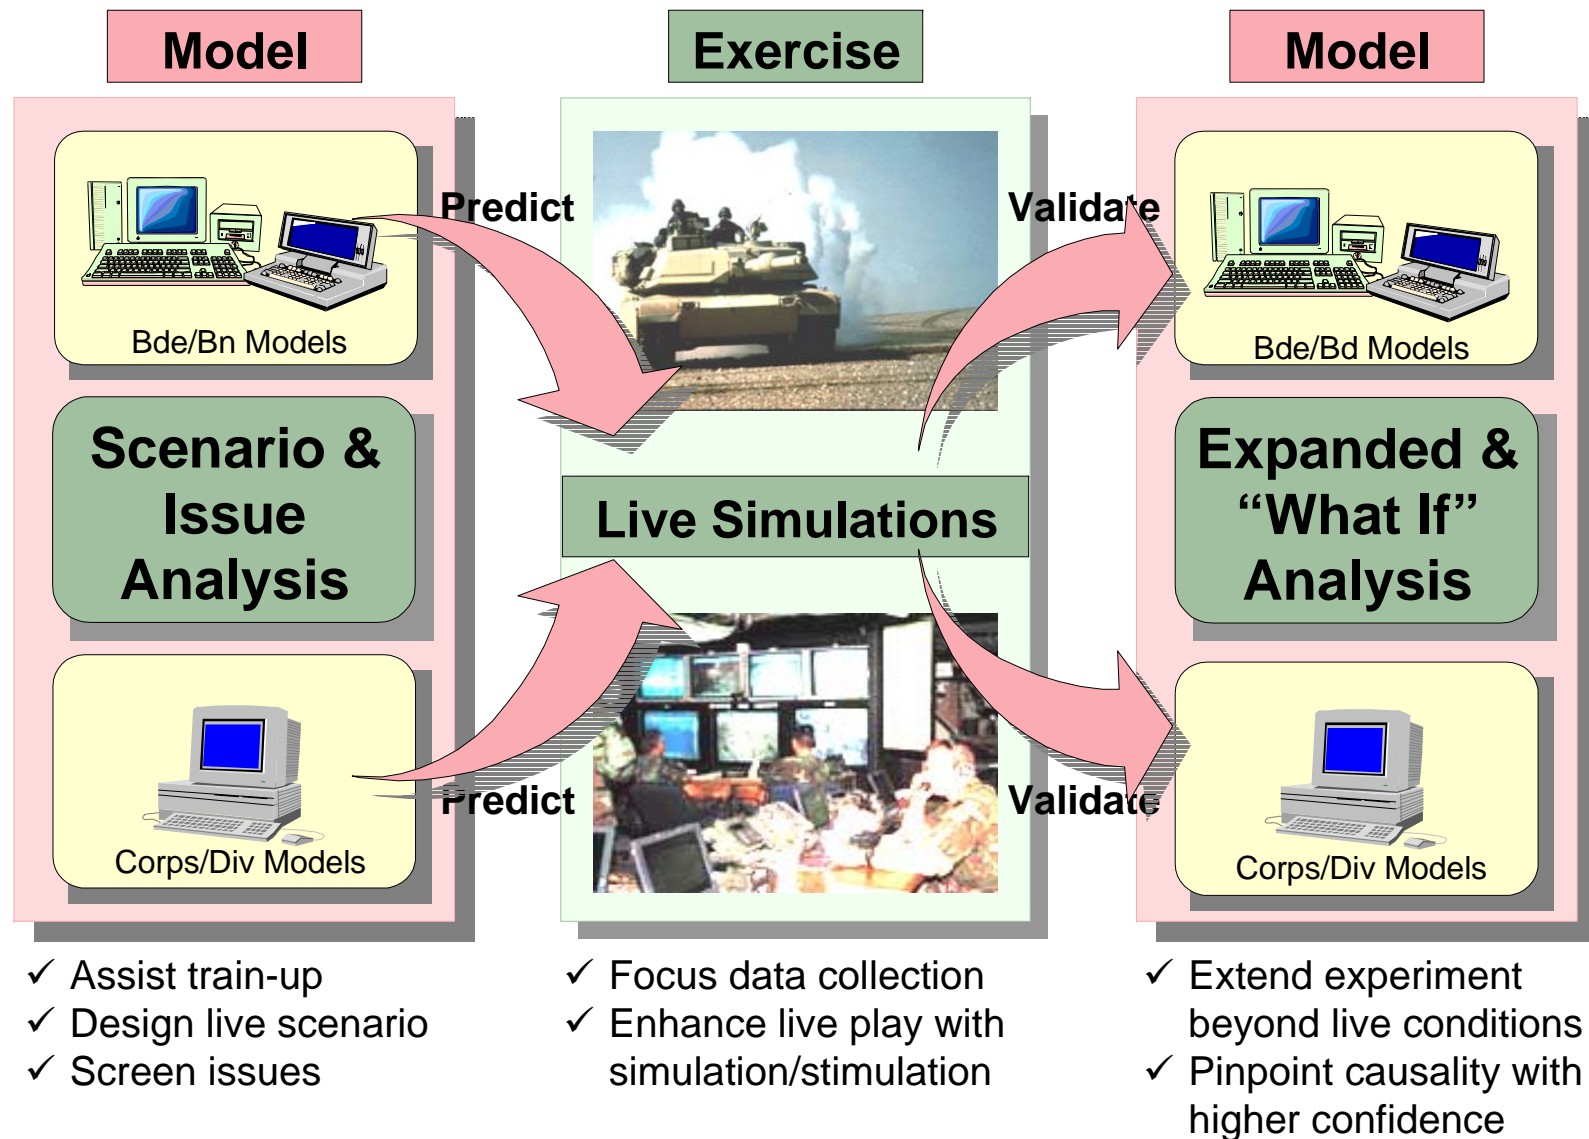 Model
Exercise
Model
Predict
Validate
Bde/Bn Models
Bde/Bd Models
Scenario &
Issue
Analysis
Live Simulations
Expanded &
“What If”
Analysis
Predict
Validate
Corps/Div Models
Corps/Div Models
✓ Assist train-up
✓ Design live scenario
✓ Screen issues
✓ Focus data collection
✓ Enhance live play with
simulation/stimulation
✓ Extend experiment
beyond live conditions
✓ Pinpoint causality with
higher confidence